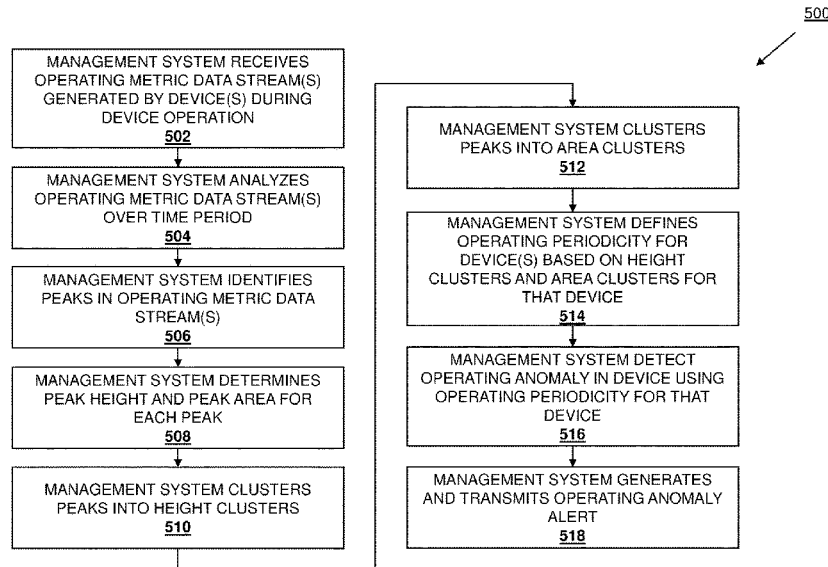 500
MANAGEMENT SYSTEM RECEIVES
OPERATING METRIC DATA STREAM(S)
GENERATED BY DEVICE(S) DURING
DEVICE OPERATION
502
MANAGEMENT SYSTEM ANALYZES
OPERATING METRIC DATA STREAM(S)
OVER TIME PERIOD
504
MANAGEMENT SYSTEM IDENTIFIES
PEAKS IN OPERATING METRIC DATA
STREAM(S)
506
MANAGEMENT SYSTEM DETERMINES
PEAK HEIGHT AND PEAK AREA FOR
EACH PEAK
508
MANAGEMENT SYSTEM CLUSTERS
PEAKS INTO HEIGHT CLUSTERS
510
MANAGEMENT SYSTEM CLUSTERS
PEAKS INTO AREA CLUSTERS
512
MANAGEMENT SYSTEM DEFINES
OPERATING PERIODICITY FOR
DEVICE(S) BASED ON HEIGHT
CLUSTERS AND AREA CLUSTERS FOR
THAT DEVICE
514
MANAGEMENT SYSTEM DETECT
OPERATING ANOMALY IN DEVICE USING
OPERATING PERIODICITY FOR THAT
DEVICE
516
MANAGEMENT SYSTEM GENERATES
AND TRANSMITS OPERATING ANOMALY
ALERT
518